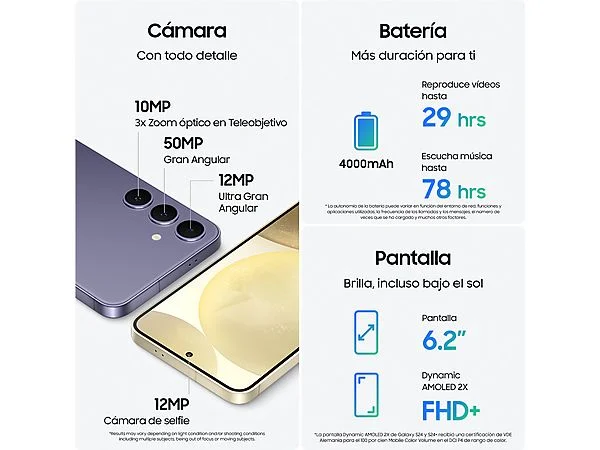 Cámara
Con todo detalle
10MP
3x Zoom óptico en Teleobjetivo
50MP
Gran Angular
12MP
Ultra Gran
Angular
12MP
Cámara de selfie
*Results may vary depending on light condition and/or shooting conditions
including multiple subjects, being out of focus or moving subjects.
Batería
Más duración para ti
4000mAh
Reproduce vídeos
hasta
29 hrs
Escucha música
hasta
78 hrs
* La autonomía de la batería puede variar en función del entorno de red, funciones y
aplicaciones utilizadas, la frecuencia de las llamadas y los mensajes, el número de
veces que se ha cargado y muchos otros factores.
Pantalla
Brilla, incluso bajo el sol
Pantalla
6.2”
Dynamic
AMOLED 2X
FHD+
*La pantalla Dynamic AMOLED 2X de Galaxy S24 y S24+ recibió una certificación de VDE
Alemania para el 100 por cien Mobile Color Volume en el DCI P4 de rango de color.